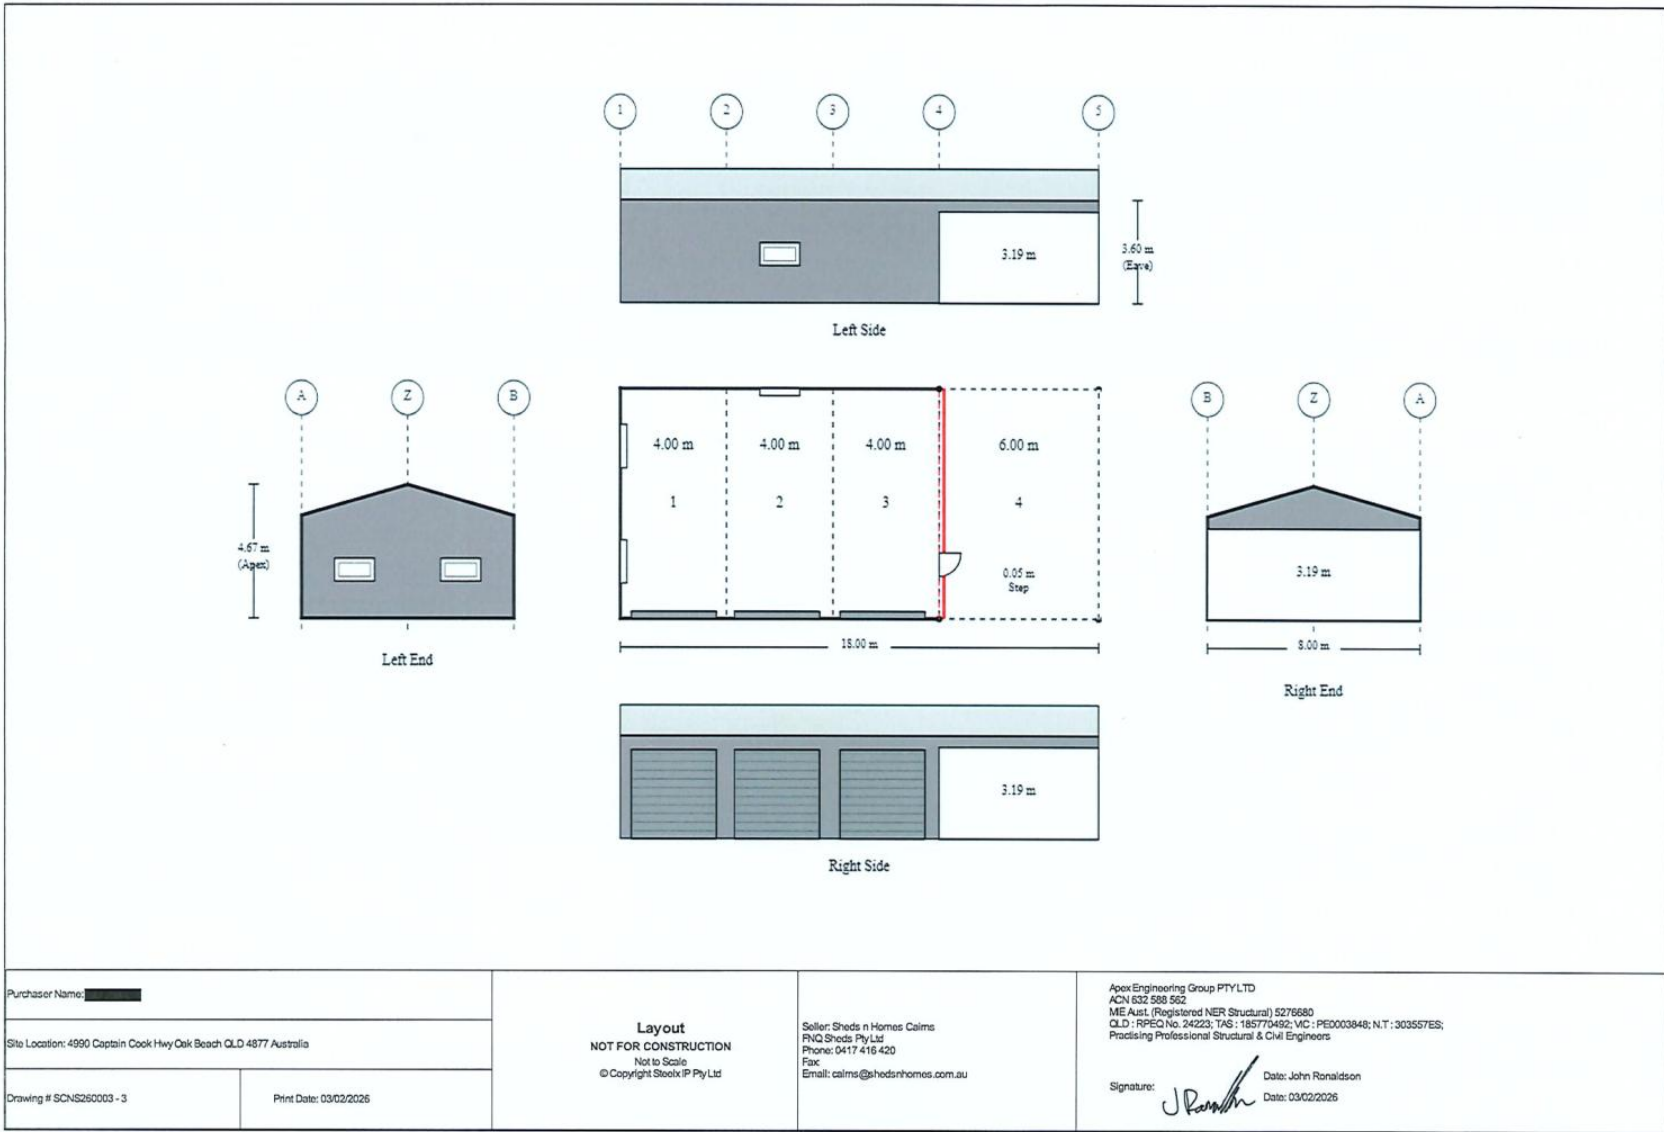 1
2
3
4
5
3.19 m
3.60 m
(Eave)
Left Side
A
Z
B
4.67 m
(Apex)
Left End
4.00 m
4.00 m
4.00 m
6.00 m
1
2
3
4
0.05 m
Step
18.00 m
B
Z
A
3.19 m
8.00 m
Right End
3.19 m
Right Side
Purchaser Name:
Site Location: 4990 Captain Cook Hwy Oak Beach QLD 4877 Australia
Drawing # SCNS260003 - 3
Print Date: 03/02/2026
Layout
NOT FOR CONSTRUCTION
Not to Scale
© Copyright Steelx IP Pty Ltd
Seller: Sheds n Homes Cairns
FNQ Sheds Pty Ltd
Phone: 0417 416 420
Fax:
Email: cairns@shedsnhomes.com.au
Apex Engineering Group PTY LTD
ACN 632 588 562
MIE Aust. (Registered NER Structural) 5276680
QLD : RPEQ No. 24223; TAS : 185770492; VIC : PE0003848; N.T : 303557ES;
Practising Professional Structural & Civil Engineers
Signature:
Date: John Ronaldson
Date: 03/02/2026